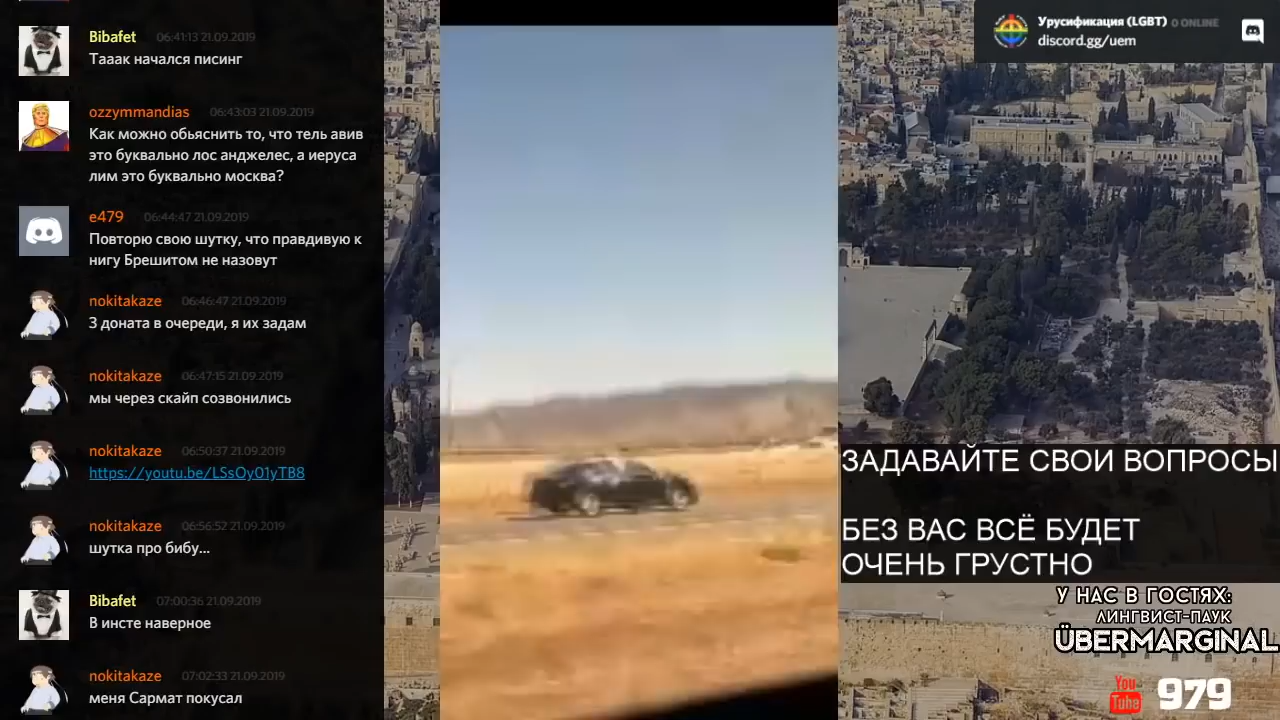 Bibafet 06:41:13 21.09.2019
Тааак начался писинг
ozzymmandias 06:43:03 21.09.2019
Как можно обьяснить то, что тель авив
это буквально лос анджелес, а иеруса
лим это буквально москва?
e479 06:44:47 21.09.2019
Повторю свою шутку, что правдивую к
нигу Брешитом не назовут
nokitakaze 06:46:47 21.09.2019
3 доната в очереди, я их задам
nokitakaze 06:47:15 21.09.2019
мы через скайп созвонились
nokitakaze 06:50:37 21.09.2019
https://youtu.be/LSsOy01yTB8
nokitakaze 06:56:52 21.09.2019
шутка про бибу...
Bibafet 07:00:36 21.09.2019
В инсте наверное
nokitakaze 07:02:33 21.09.2019
меня Сармат покусал
Урусификация (LGBT) 0 ONLINE
discord.gg/uem
ЗАДАВАЙТЕ СВОИ ВОПРОСЫ
БЕЗ ВАС ВСЁ БУДЕТ
ОЧЕНЬ ГРУСТНО
У НАС В ГОСТЯХ:
ЛИНГВИСТ-ПАУК
ÜBERMARGINAL
You
Tube
979